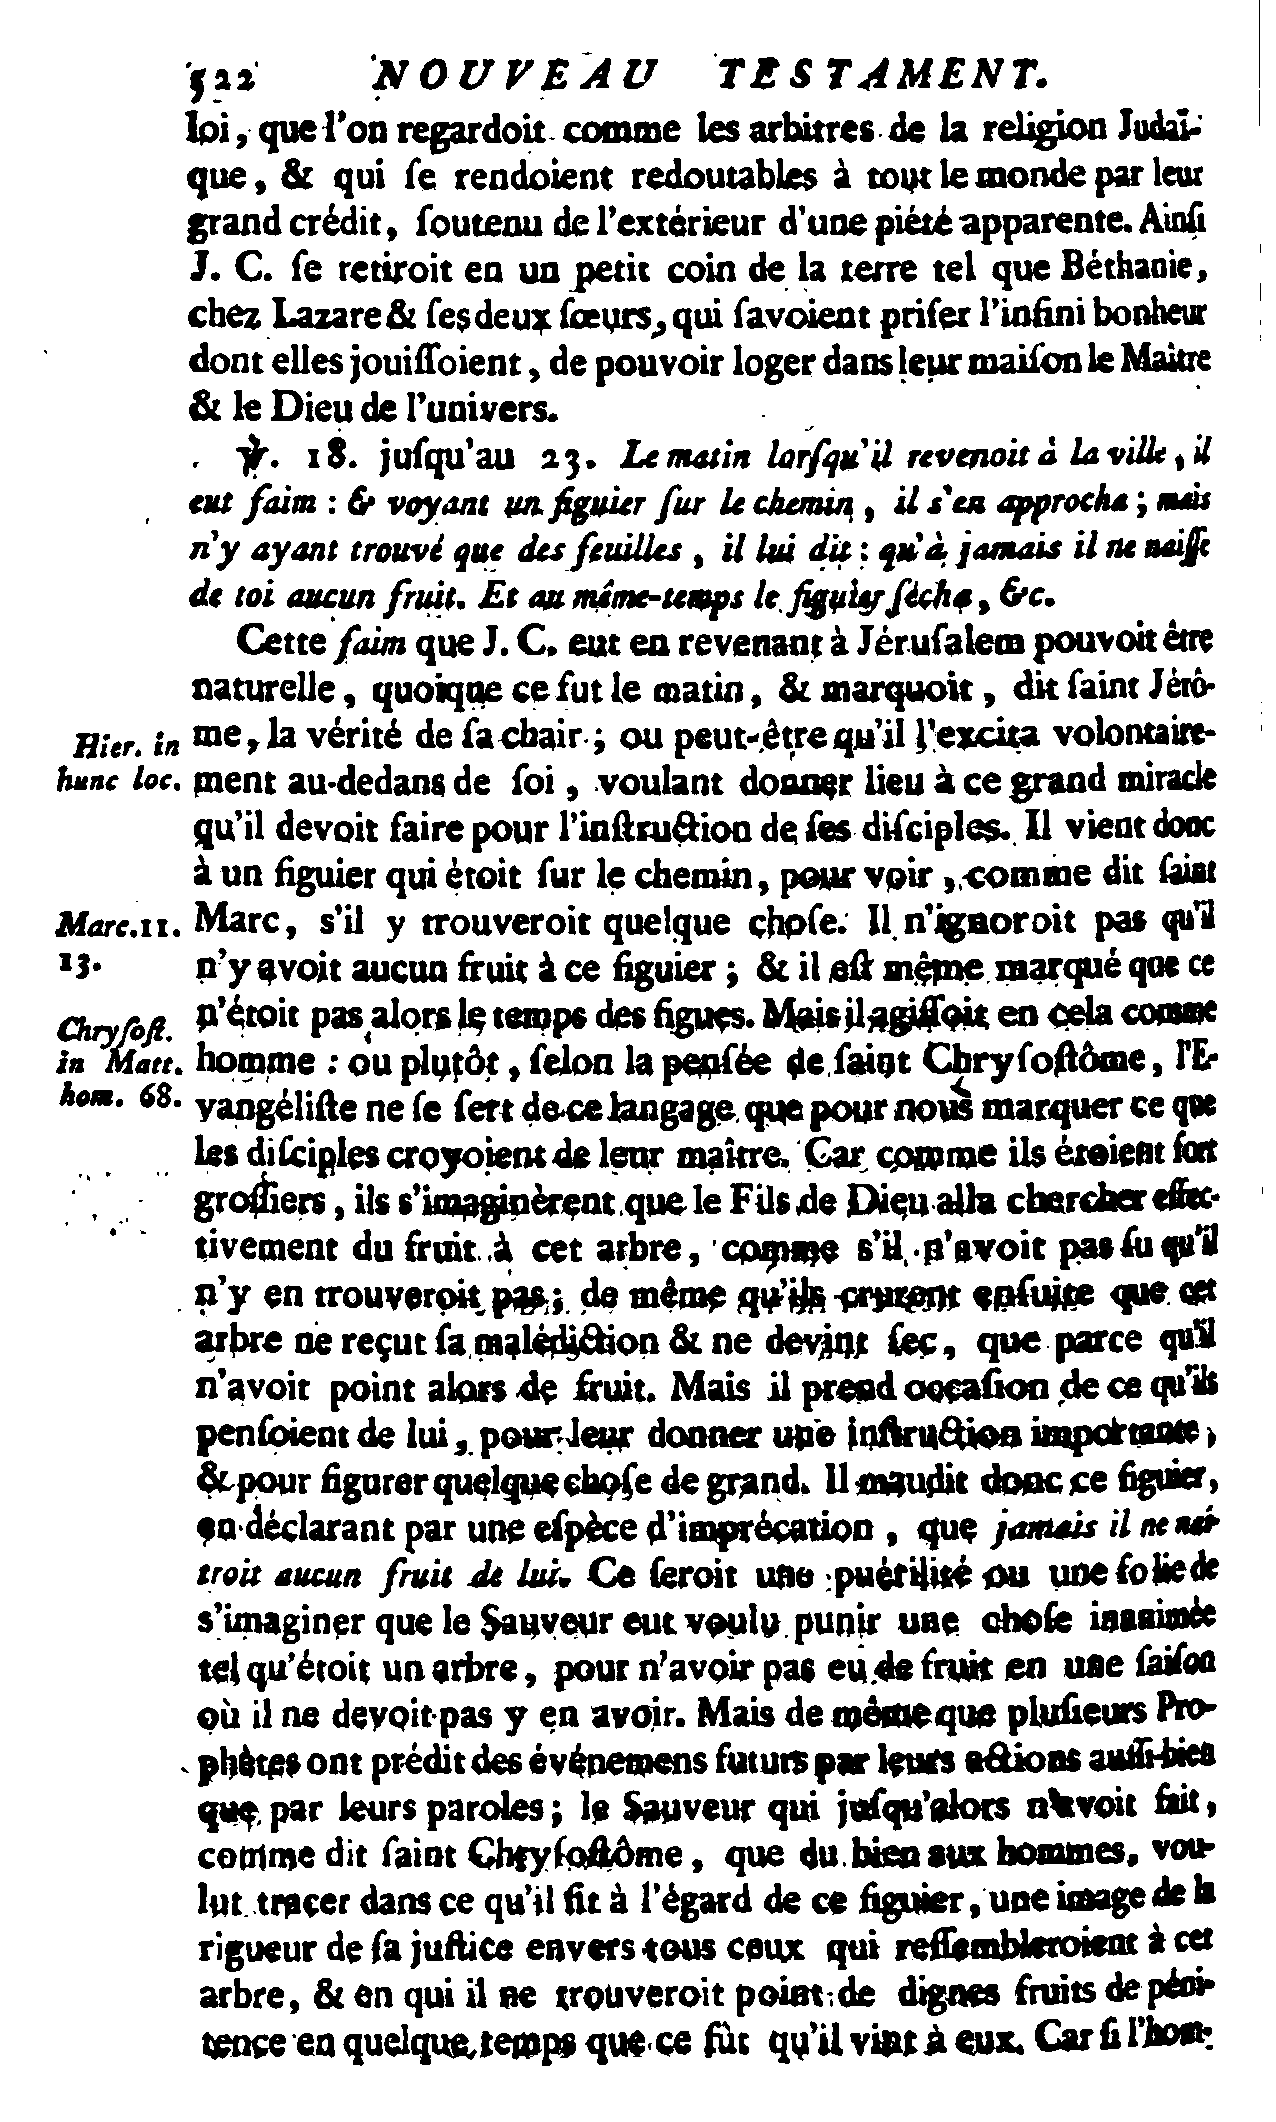 522 NOUVEAU TESTAMENT.
loi, que l'on regardoit comme les arbitres de la religion Judaï-
que, & qui ſe rendoient redoutables à tout le monde par leur
grand crédit, ſoutenu de l'extérieur d'une piété apparente. Ainſi
J. C. ſe retiroit en un petit coin de la terre tel que Béthanie,
chez Lazare & ſes deux ſœurs, qui ſavoient priſer l'infini bonheur
dont elles jouiſſoient, de pouvoir loger dans leur maiſon le Maître
& le Dieu de l'univers.
℣. 18. juſqu'au 23. Le matin lorſqu'il revenoit à la ville, il
eut faim : & voyant un figuier ſur le chemin, il s'en approcha ; mais
n'y ayant trouvé que des feuilles, il lui dit : qu'à jamais il ne naiſſe
de toi aucun fruit. Et au même-temps le figuier ſécha, &c.
Cette faim que J. C. eut en revenant à Jéruſalem pouvoit être
naturelle, quoique ce fut le matin, & marquoit, dit ſaint Jérô-
Hier. in me, la vérité de ſa chair ; ou peut-être qu'il l'excita volontaire-
hunc loc. ment au-dedans de ſoi, voulant donner lieu à ce grand miracle
qu'il devoit faire pour l'inſtruction de ſes diſciples. Il vient donc
à un figuier qui étoit ſur le chemin, pour voir, comme dit ſaint
Marc. 11. Marc, s'il y trouveroit quelque choſe. Il n'ignoroit pas qu'il
13. n'y avoit aucun fruit à ce figuier ; & il eſt même marqué que ce
Chryſoſt. n'étoit pas alors le temps des figues. Mais il agiſſoit en cela comme
in Matt. homme : ou plutôt, ſelon la penſée de ſaint Chryſoſtôme, l'E-
hom. 68. vangéliſte ne ſe ſert de ce langage que pour nous marquer ce que
les diſciples croyoient de leur maître. Car comme ils étoient fort
groſſiers, ils s'imaginèrent que le Fils de Dieu alla chercher effec-
tivement du fruit à cet arbre, comme s'il n'avoit pas ſu qu'il
n'y en trouveroit pas ; de même qu'ils crurent enſuite que cet
arbre ne reçut ſa malédiction & ne devint ſec, que parce qu'il
n'avoit point alors de fruit. Mais il prend occaſion de ce qu'ils
penſoient de lui, pour leur donner une inſtruction importante,
& pour figurer quelque choſe de grand. Il maudit donc ce figuier,
en déclarant par une eſpèce d'imprécation, que jamais il ne naî-
troit aucun fruit de lui. Ce ſeroit une puérilité ou une folie de
s'imaginer que le Sauveur eut voulu punir une choſe inanimée
tel qu'étoit un arbre, pour n'avoir pas eu de fruit en une ſaiſon
où il ne devoit pas y en avoir. Mais de même que pluſieurs Pro-
phètes ont prédit des événemens futurs par leurs actions auſſi-bien
que par leurs paroles ; le Sauveur qui juſqu'alors n'avoit fait,
comme dit ſaint Chryſoſtôme, que du bien aux hommes, vou-
lut tracer dans ce qu'il fit à l'égard de ce figuier, une image de la
rigueur de ſa juſtice envers tous ceux qui reſſembleroient à cet
arbre, & en qui il ne trouveroit point de dignes fruits de péni-
tence en quelque temps que ce fût qu'il vint à eux. Car ſi l'hom-